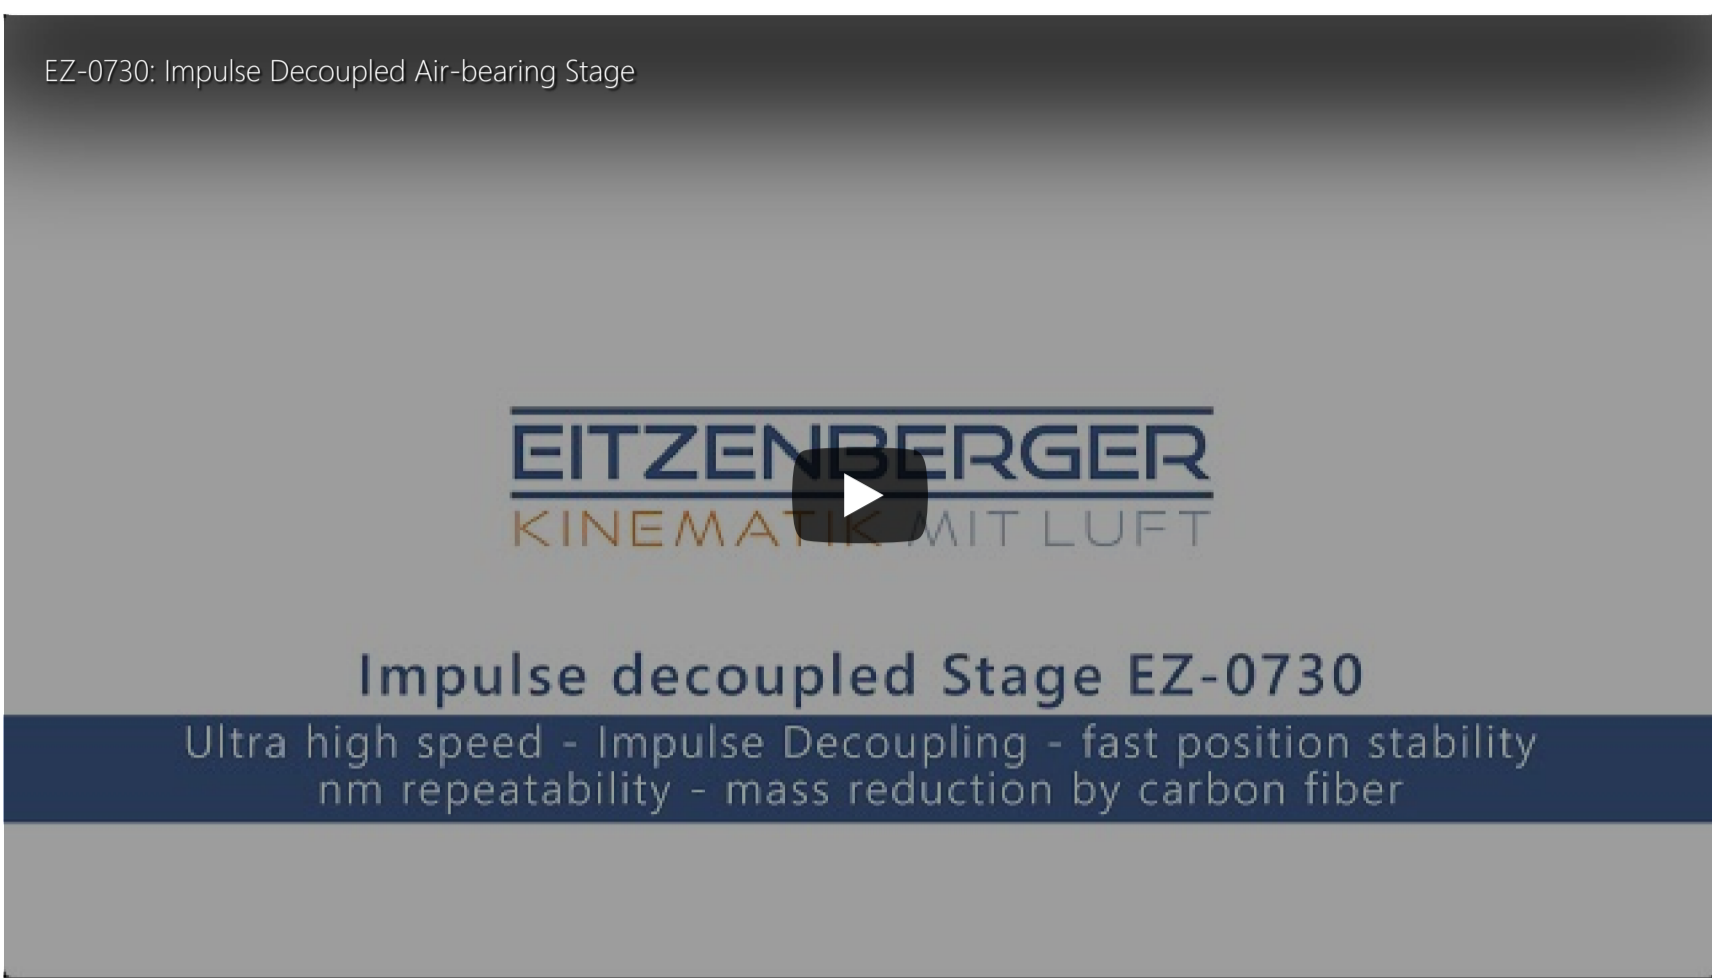 EZ-0730: Impulse Decoupled Air-bearing Stage
EITZENBERGER
KINEMATIK MIT LUFT
Impulse decoupled Stage EZ-0730
Ultra high speed - Impulse Decoupling - fast position stability
nm repeatability - mass reduction by carbon fiber